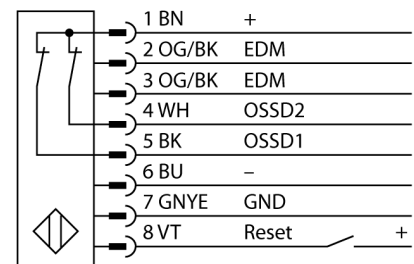 1 BN +
2 OG/BK EDM
3 OG/BK EDM
4 WH OSSD2
5 BK OSSD1
6 BU –
7 GNYE GND
8 VT Reset +